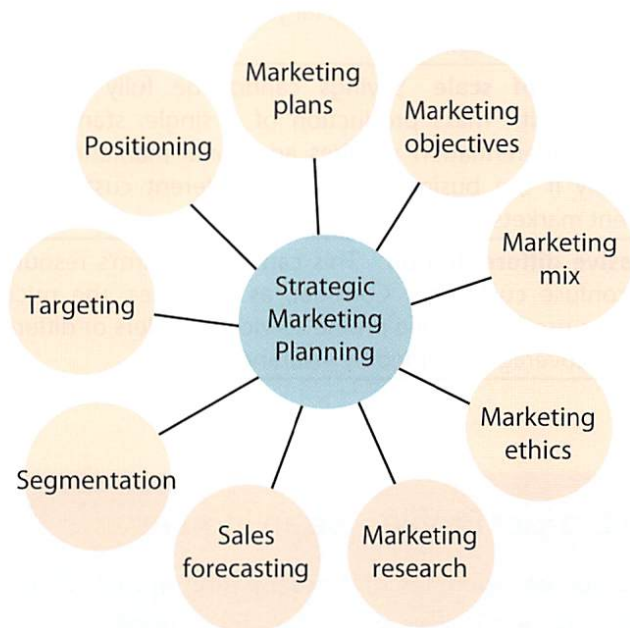 Marketing
plans
Marketing
objectives
Positioning
Marketing
mix
Targeting
Strategic
Marketing
Planning
Marketing
ethics
Segmentation
Sales
forecasting
Marketing
research